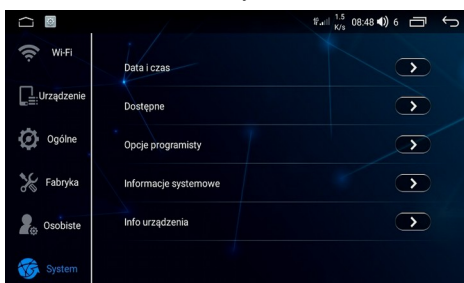 1.5
K/s
08:48
6
Wi-Fi
Urządzenie
Ogólne
Fabryka
Osobiste
System
Data i czas
Dostępne
Opcje programisty
Informacje systemowe
Info urządzenia